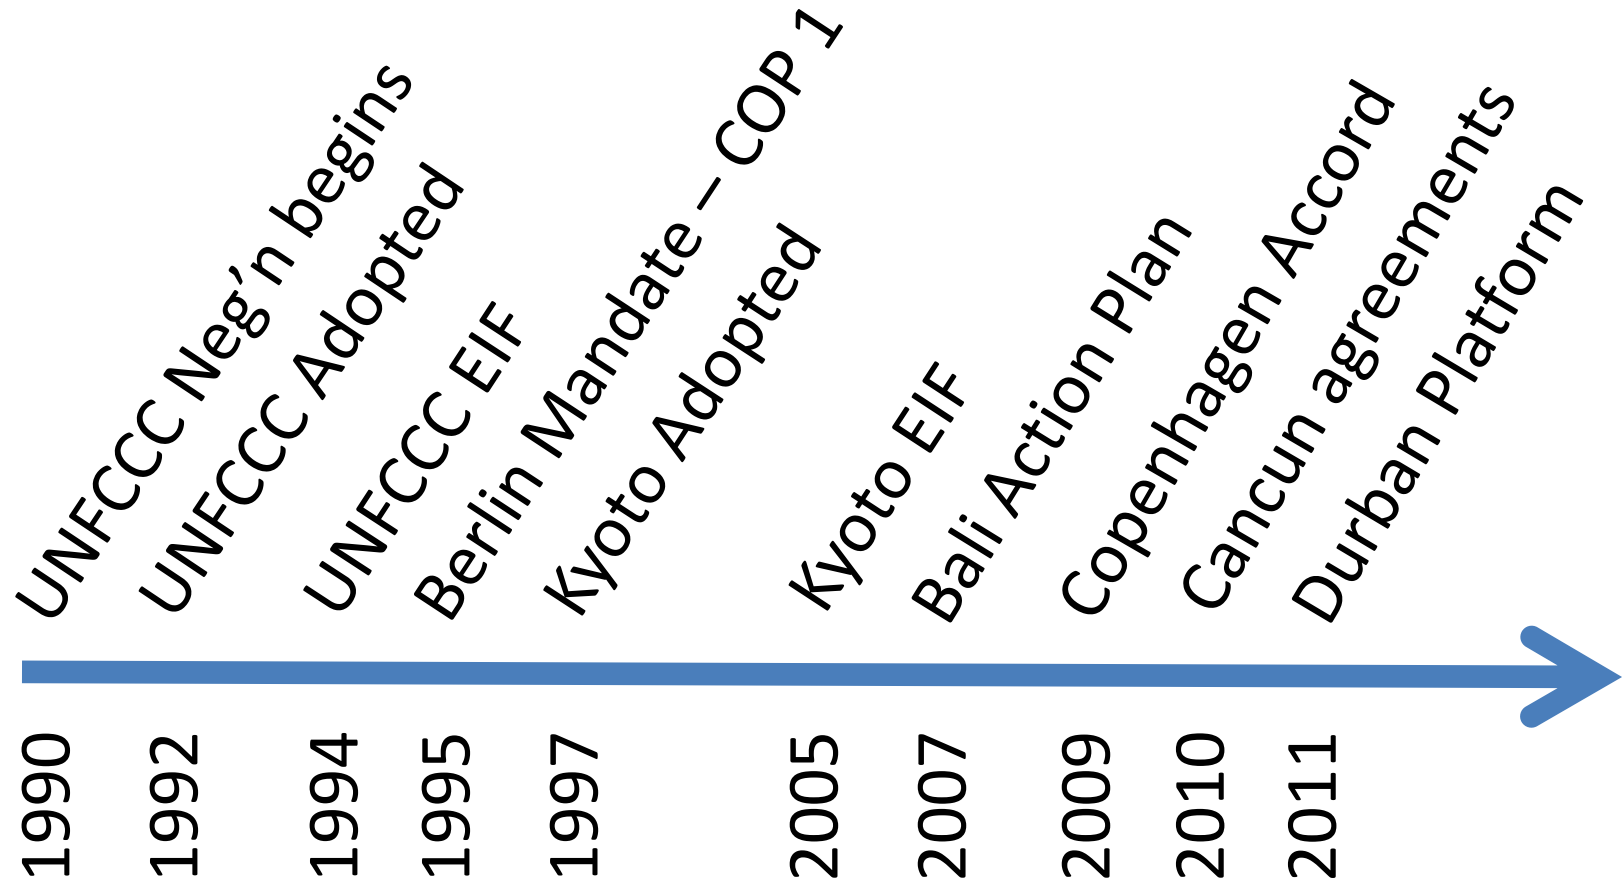 UNFCCC Neg’n begins
UNFCCC Adopted
UNFCCC EIF
Berlin Mandate – COP 1
Kyoto Adopted
Kyoto EIF
Bali Action Plan
Copenhagen Accord
Cancun agreements
Durban Platform
1990
1992
1994
1995
1997
2005
2007
2009
2010
2011